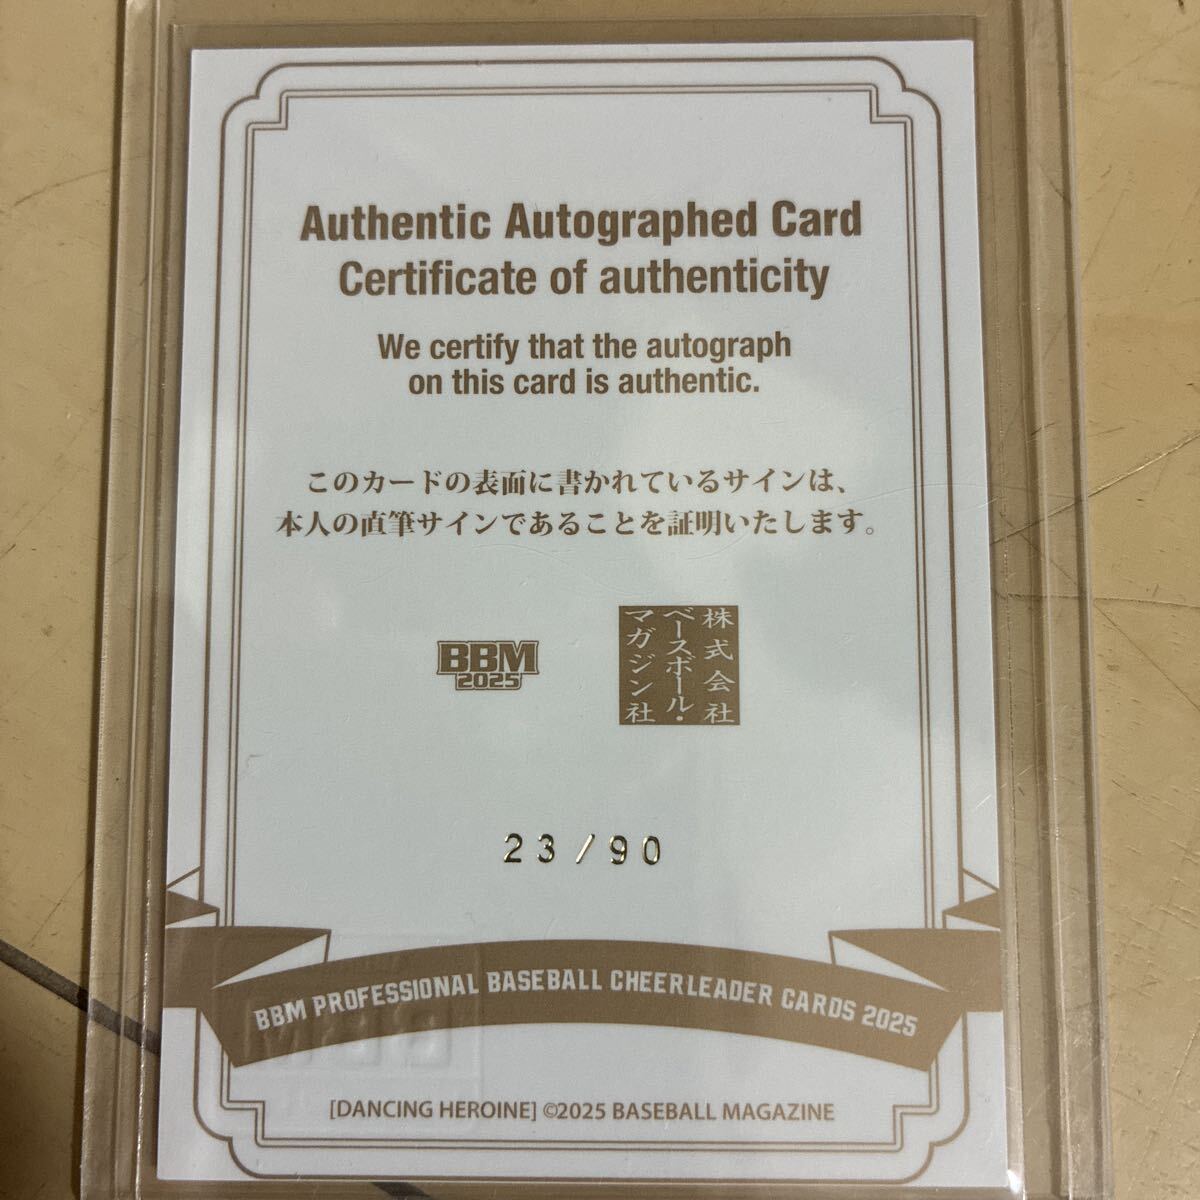 Authentic Autographed Card
Certificate of authenticity
We certify that the autograph
on this card is authentic.
このカードの表面に書かれているサインは、
本人の直筆サインであることを証明いたします。
BBM
2025
株式会社
ベースボール・
マガジン社
23/90
BBM PROFESSIONAL BASEBALL CHEERLEADER CARDS 2025
[DANCING HEROINE] ©2025 BASEBALL MAGAZINE